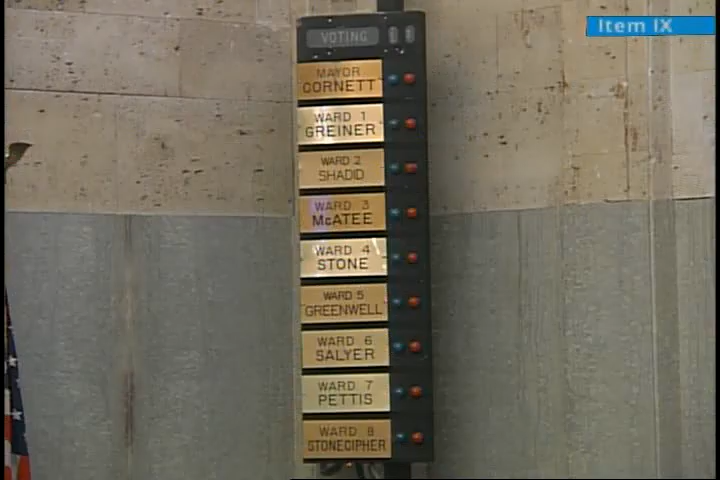 Item IX
VOTING
MAYOR
CORNETT
WARD 1
GREINER
WARD 2
SHADID
WARD 3
McATEE
WARD 4
STONE
WARD 5
GREENWELL
WARD 6
SALYER
WARD 7
PETTIS
WARD 8
STONECIPHER